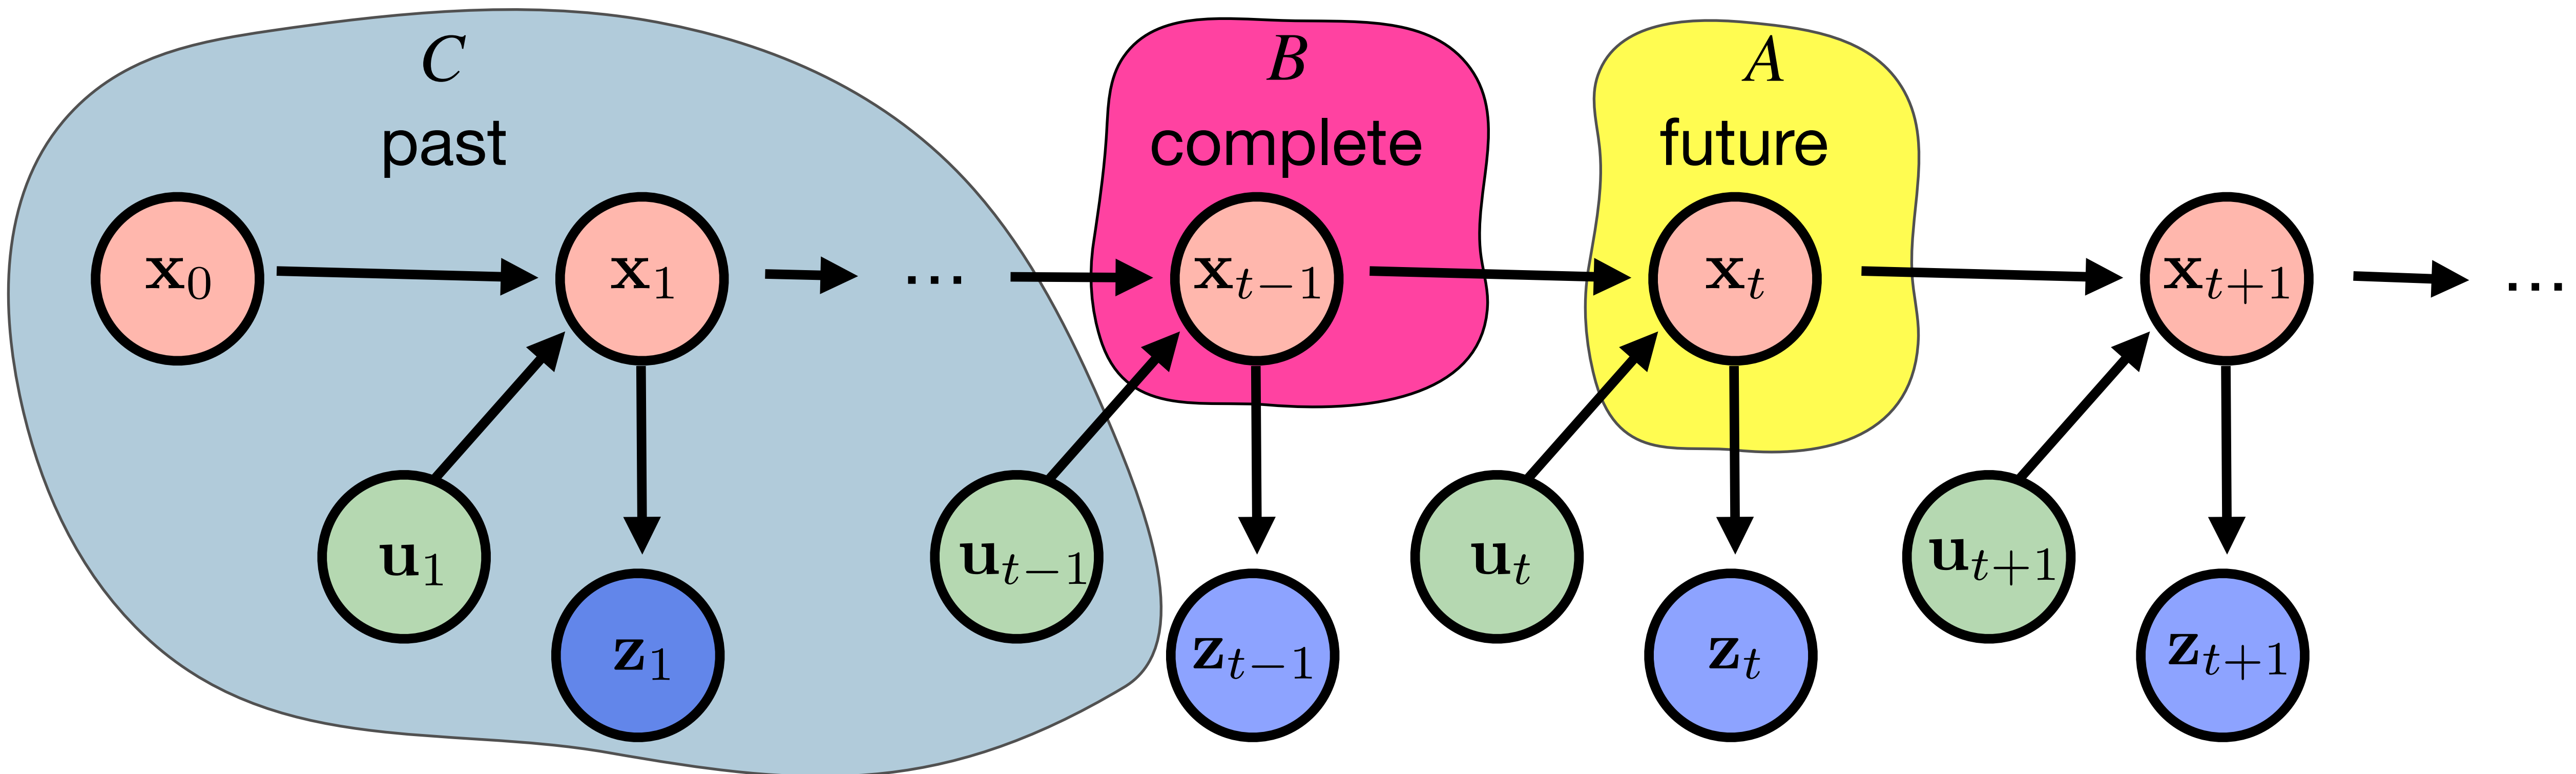 C
past
B
complete
A
future
x₀
x₁
...
xₜ₋₁
xₜ
xₜ₊₁
...
u₁
uₜ₋₁
uₜ
uₜ₊₁
z₁
zₜ₋₁
zₜ
zₜ₊₁